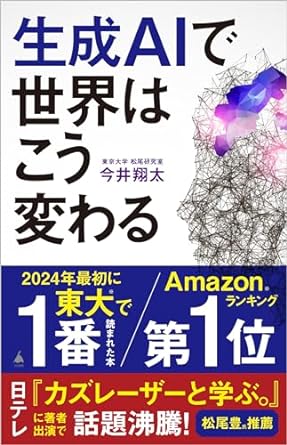 生成AIで
世界は
こう
変わる
東京大学 松尾研究室
今井翔太
2024年最初に
東大※で
1番
読まれた本
Amazon※
ランキング
第1位
日テレ
『カズレーザーと学ぶ。』
に著者
出演で
話題沸騰!
松尾豊氏推薦